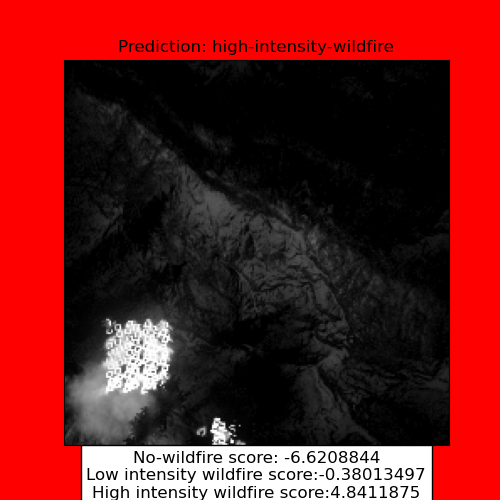 Prediction: high-intensity-wildfire
No-wildfire score: -6.6208844
Low intensity wildfire score:-0.38013497
High intensity wildfire score:4.8411875